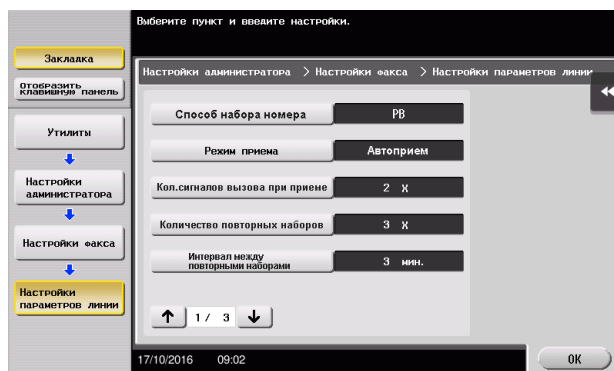 Выберите пункт и введите настройки.
Закладка
Отобразить
клавишную панель
Настройки администратора > Настройки факса > Настройки параметров линии
Способ набора номера PB
Утилиты
Режим приема Автоприем
Настройки
администратора
Кол.сигналов вызова при приеме 2 X
Количество повторных наборов 3 X
Настройки факса
Интервал между
повторными наборами 3 мин.
Настройки
параметров линии
↑ 1/ 3 ↓
17/10/2016 09:02
OK